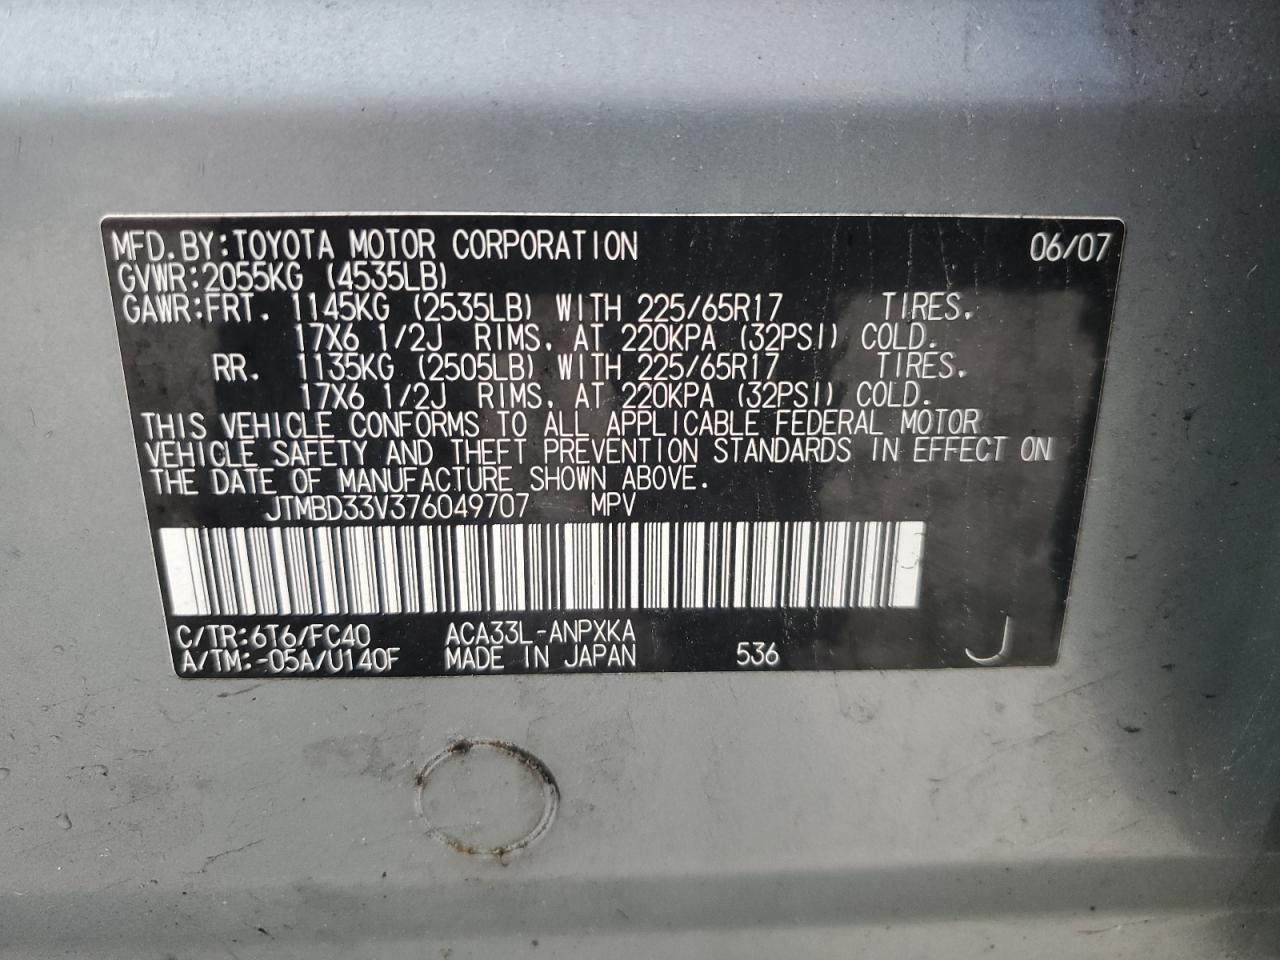 MFD.BY:TOYOTA MOTOR CORPORATION 06/07
GVWR:2055KG (4535LB)
GAWR:FRT. 1145KG (2535LB) WITH 225/65R17 TIRES,
17X6 1/2J RIMS, AT 220KPA (32PSI) COLD.
RR. 1135KG (2505LB) WITH 225/65R17 TIRES,
17X6 1/2J RIMS, AT 220KPA (32PSI) COLD.
THIS VEHICLE CONFORMS TO ALL APPLICABLE FEDERAL MOTOR
VEHICLE SAFETY AND THEFT PREVENTION STANDARDS IN EFFECT ON
THE DATE OF MANUFACTURE SHOWN ABOVE.
JTMBD33V376049707 MPV
C/TR:6T6/FC40 ACA33L-ANPXKA
A/TM:-05A/U140F MADE IN JAPAN 536 J